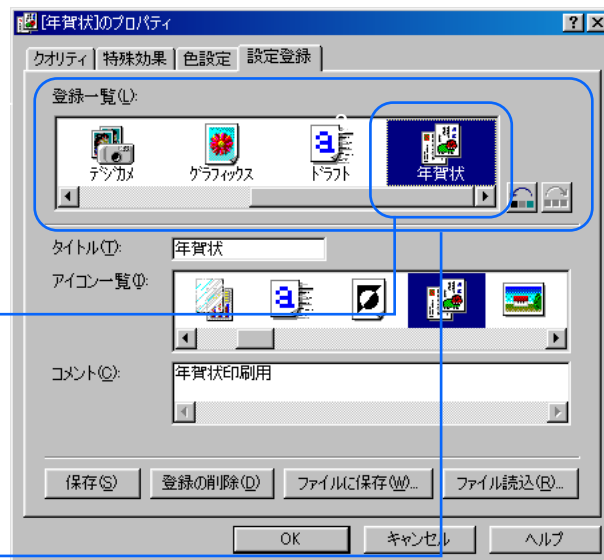 [年賀状]のプロパティ
クオリティ 特殊効果 色設定 設定登録
登録一覧(L):
デジカメ グラフィックス ドラフト 年賀状
タイトル(T): 年賀状
アイコン一覧(I):
コメント(C): 年賀状印刷用
保存(S) 登録の削除(D) ファイルに保存(W)... ファイル読込(R)...
OK キャンセル ヘルプ